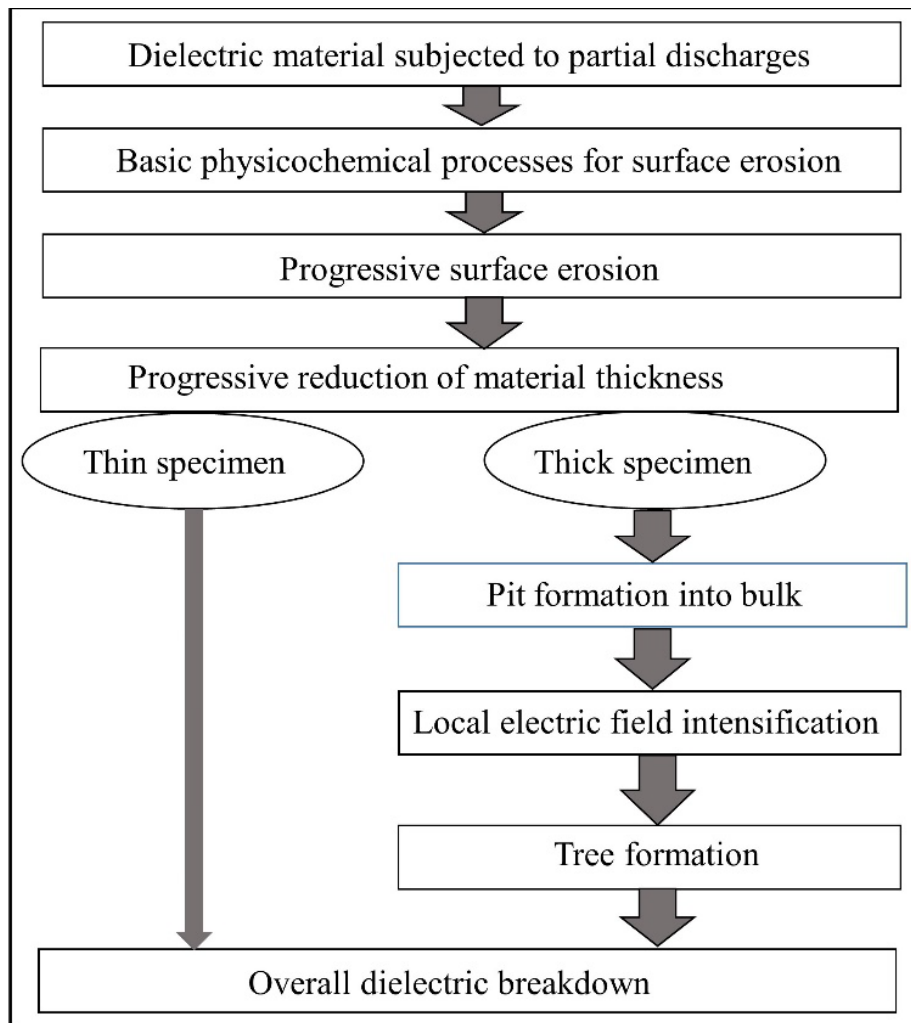 Dielectric material subjected to partial discharges
Basic physicochemical processes for surface erosion
Progressive surface erosion
Progressive reduction of material thickness
Thin specimen
Thick specimen
Pit formation into bulk
Local electric field intensification
Tree formation
Overall dielectric breakdown